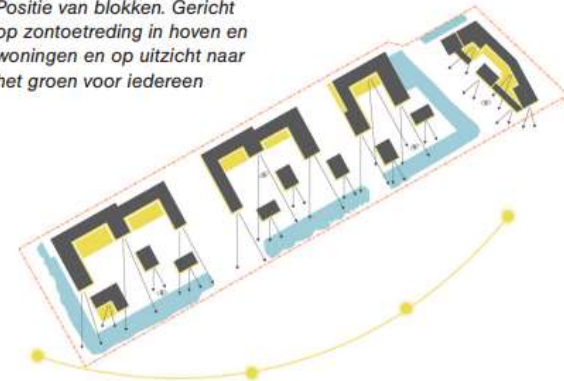 Positie van blokken. Gericht
op zontoetreding in hoven en
woningen en op uitzicht naar
het groen voor iedereen